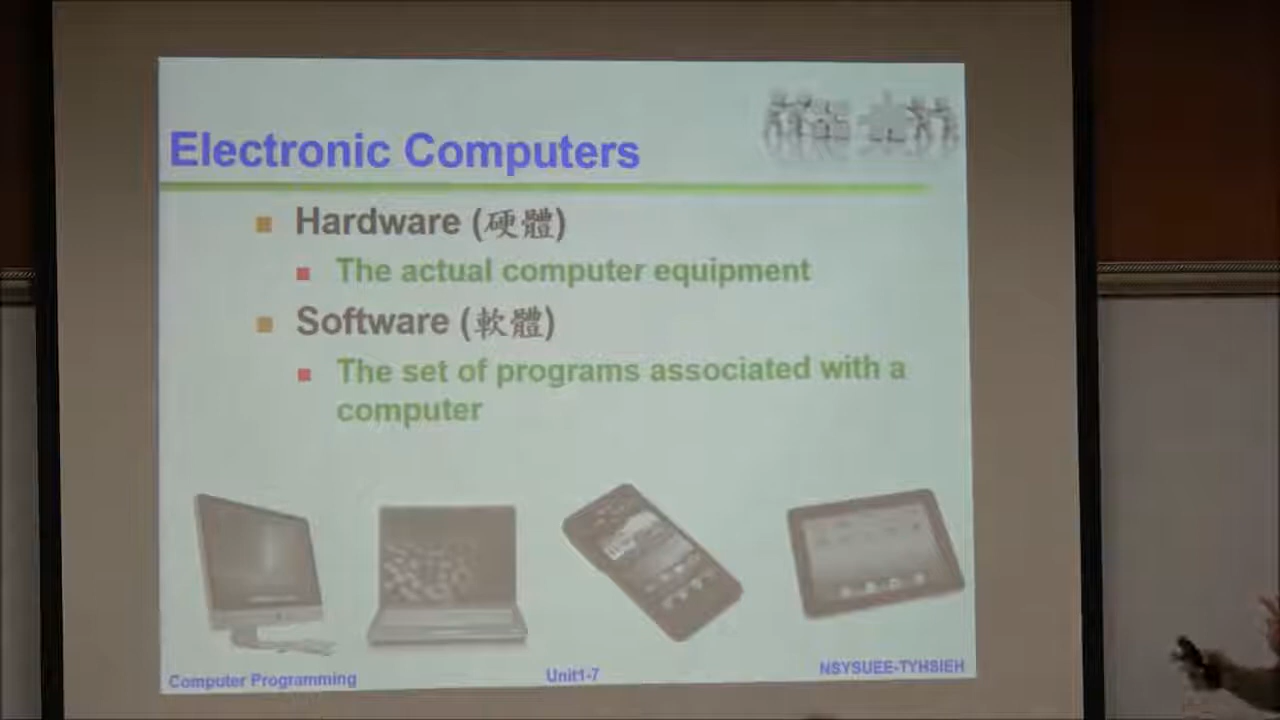 Electronic Computers
Hardware (硬體)
The actual computer equipment
Software (軟體)
The set of programs associated with a
computer
Computer Programming
Unit1-7
NSYSUEE-TYHSIEH